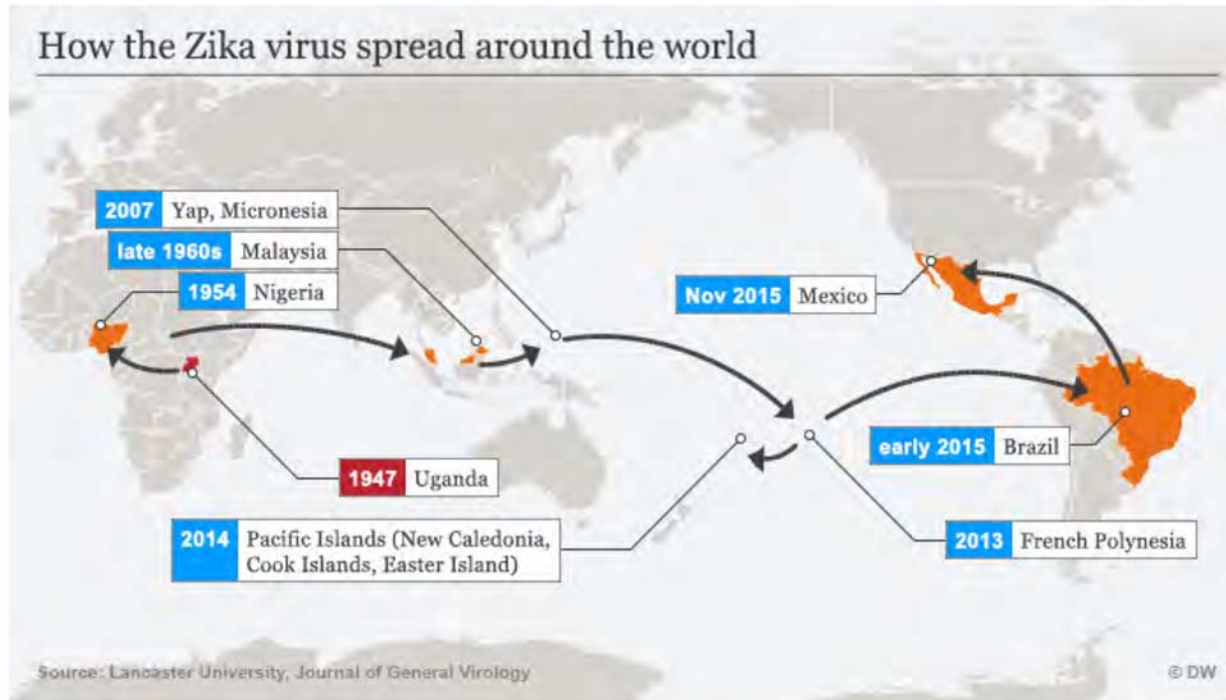 How the Zika virus spread around the world
2007 Yap, Micronesia
late 1960s Malaysia
1954 Nigeria
Nov 2015 Mexico
early 2015 Brazil
1947 Uganda
2014 Pacific Islands (New Caledonia,
Cook Islands, Easter Island)
2013 French Polynesia
Source: Lancaster University, Journal of General Virology
© DW